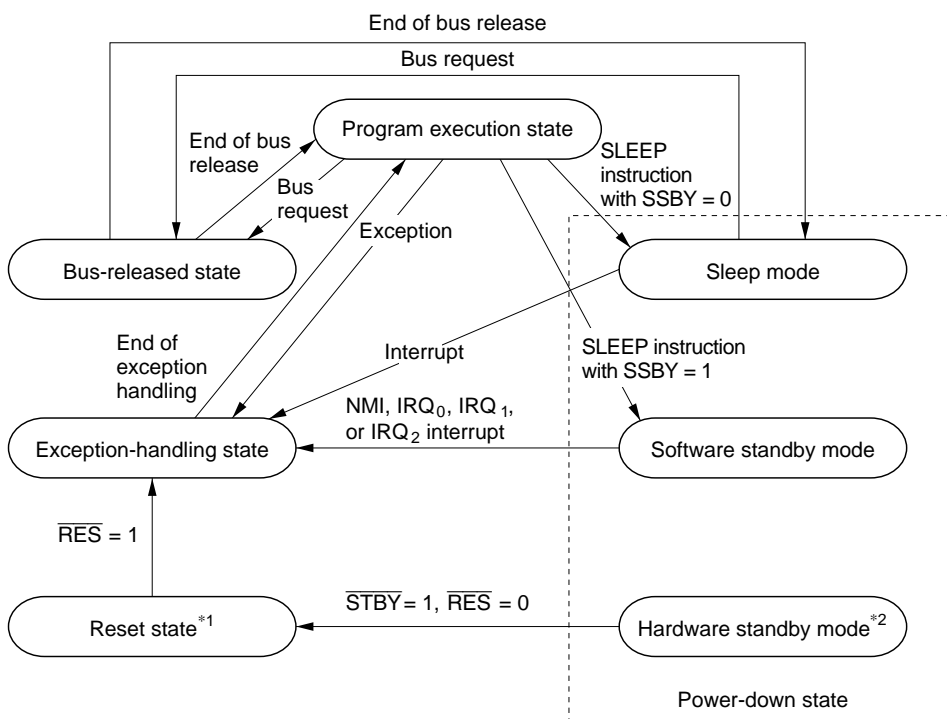 End of bus release
Bus request
Program execution state
End of bus
release
Bus
request
Exception
SLEEP
instruction
with SSBY = 0
Bus-released state
Sleep mode
End of
exception
handling
Interrupt
SLEEP instruction
with SSBY = 1
NMI, IRQ0, IRQ1,
or IRQ2 interrupt
Exception-handling state
Software standby mode
RES = 1
STBY = 1, RES = 0
Reset state*1
Hardware standby mode*2
Power-down state